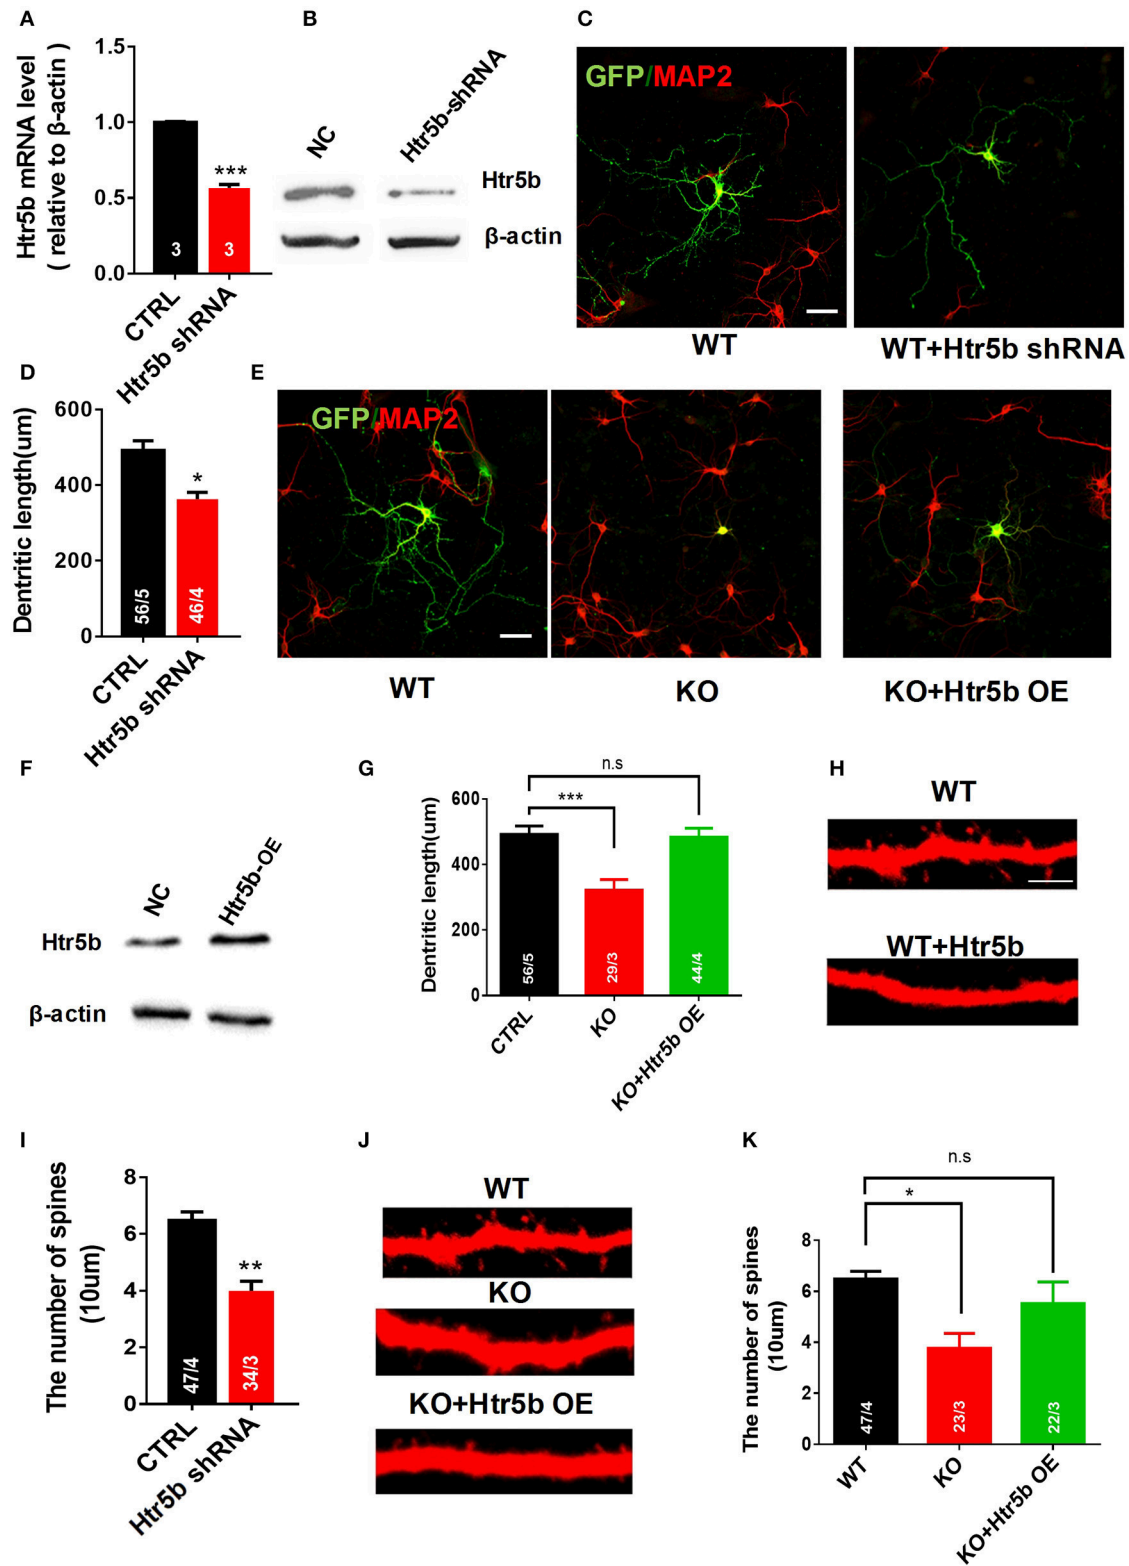 A
Htr5b mRNA level
( relative to β-actin )
1.5
1.0
0.5
0.0
***
3
3
CTRL
Htr5b shRNA
B
NC
Htr5b-shRNA
Htr5b
β-actin
C
GFP/MAP2
WT
WT+Htr5b shRNA
D
Dentritic length(um)
600
400
200
0
*
56/5
46/4
CTRL
Htr5b shRNA
E
GFP/MAP2
WT
KO
KO+Htr5b OE
F
NC
Htr5b-OE
Htr5b
β-actin
G
n.s
***
Dentritic length(um)
600
400
200
0
56/5
29/3
44/4
CTRL
KO
KO+Htr5b OE
H
WT
WT+Htr5b
I
The number of spines
(10um)
8
6
4
2
0
**
47/4
34/3
CTRL
Htr5b shRNA
J
WT
KO
KO+Htr5b OE
K
n.s
*
The number of spines
(10um)
8
6
4
2
0
47/4
23/3
22/3
WT
KO
KO+Htr5b OE